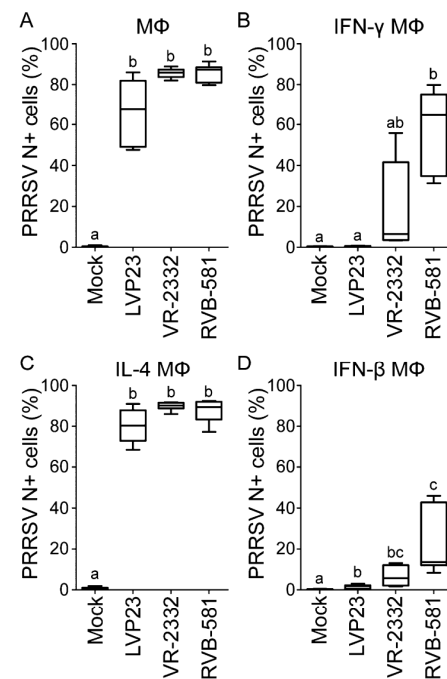 A
MΦ
PRRSV N+ cells (%)
100
80
60
40
20
0
a
b
b
b
Mock
LVP23
VR-2332
RVB-581
B
IFN-γ MΦ
PRRSV N+ cells (%)
100
80
60
40
20
0
a
a
ab
b
Mock
LVP23
VR-2332
RVB-581
C
IL-4 MΦ
PRRSV N+ cells (%)
100
80
60
40
20
0
a
b
b
b
Mock
LVP23
VR-2332
RVB-581
D
IFN-β MΦ
PRRSV N+ cells (%)
100
80
60
40
20
0
a
b
bc
c
Mock
LVP23
VR-2332
RVB-581